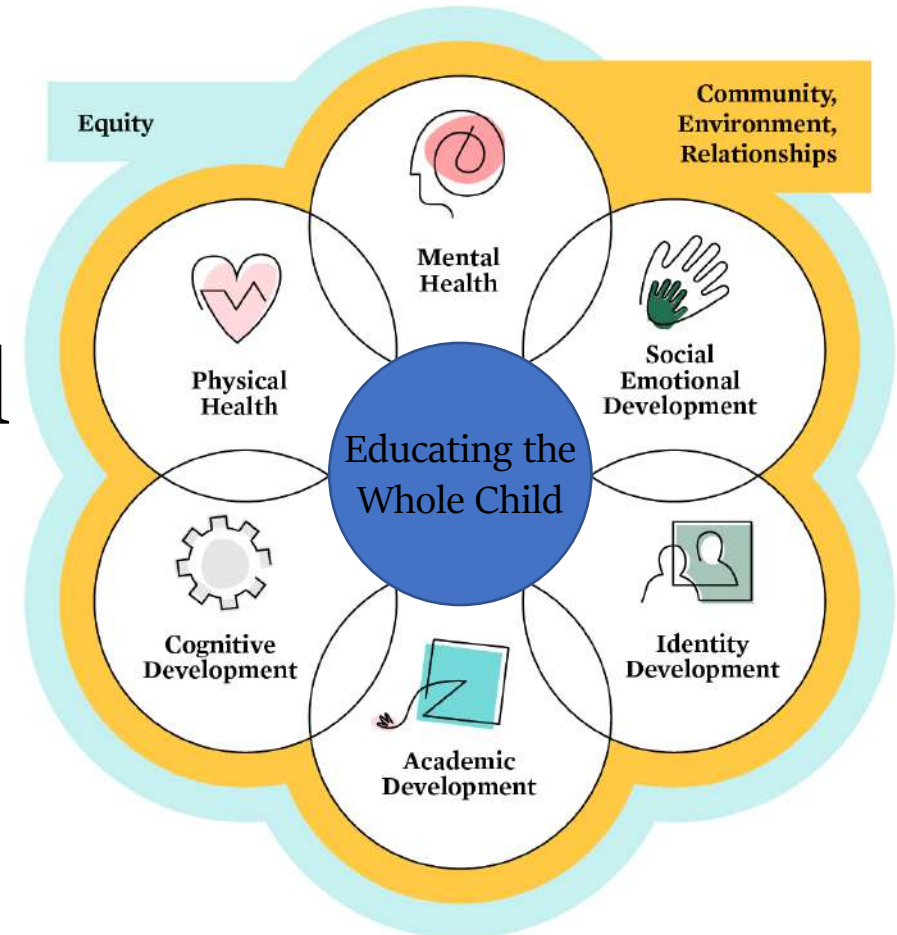 Equity
Community,
Environment,
Relationships
Mental
Health
Physical
Health
Social
Emotional
Development
Educating the
Whole Child
Cognitive
Development
Identity
Development
Academic
Development